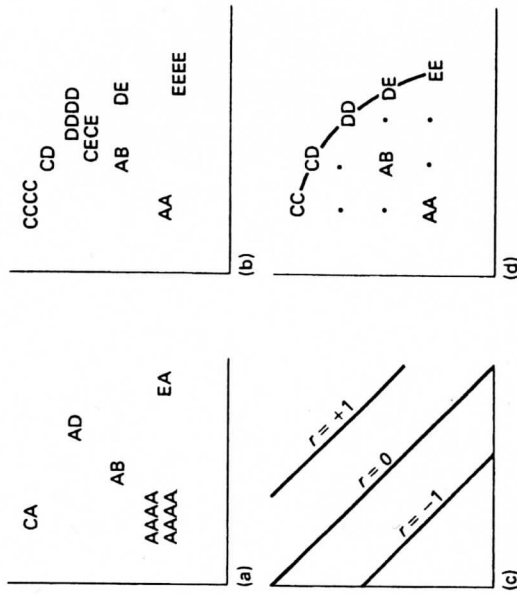 CA
AD
AB
AAAA
AAAA EA
(a)
CCCC
CD
DDDD
CECE
AB DE
AA EEEE
(b)
r = +1
r = 0
r = −1
(c)
CC
CD
DD
AB DE
AA EE
(d)